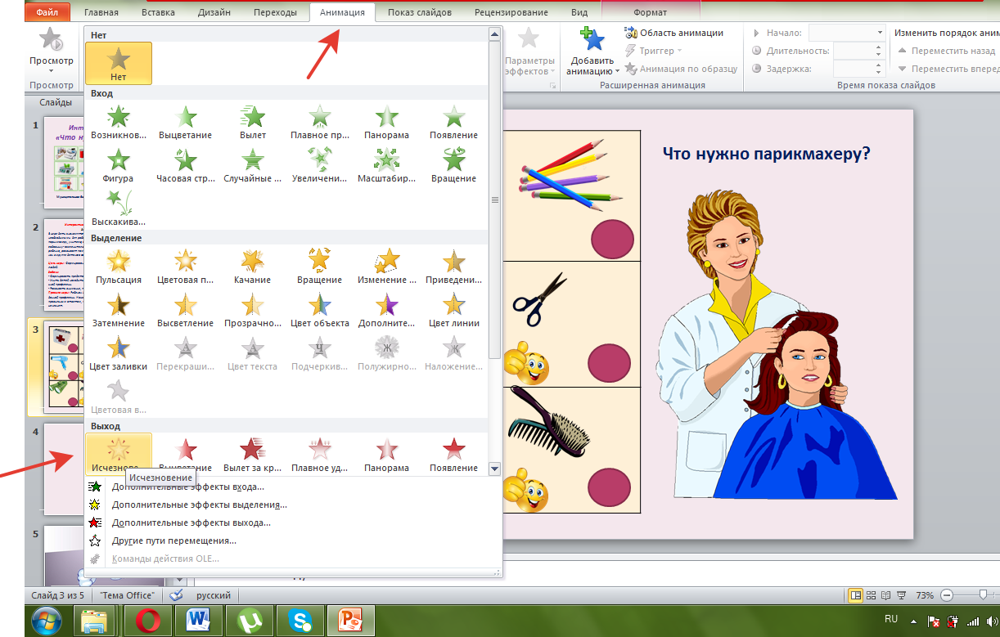 Файл Главная Вставка Дизайн Переходы Анимация Показ слайдов Рецензирование Вид Формат
Просмотр
Просмотр
Нет
Нет
Вход
Возникнов... Выцветание Вылет Плавное пр... Панорама Появление
Фигура Часовая стр... Случайные ... Увеличени... Масштабир... Вращение
Выскакива...
Выделение
Пульсация Цветовая п... Качание Вращение Изменение ... Приведени...
Затемнение Высветление Прозрачно... Цвет объекта Дополните... Цвет линии
Цвет заливки Перекраши... Цвет текста Подчеркив... Полужирно... Наложение...
Цветовая в...
Выход
Исчезнове... Выцветание Вылет за кр... Плавное уд... Панорама Появление
Исчезновение
Дополнительные эффекты входа...
Дополнительные эффекты выделения...
Дополнительные эффекты выхода...
Другие пути перемещения...
Команды действия OLE...
Параметры
эффектов
Добавить
анимацию
Область анимации
Триггер
Анимация по образцу
Расширенная анимация
Начало:
Длительность:
Задержка:
Изменить порядок аним
Переместить назад
Переместить вперед
Время показа слайдов
Слайды
1
2
3
4
5
Что нужно парикмахеру?
Слайд 3 из 5 "Тема Office" русский 73%
RU